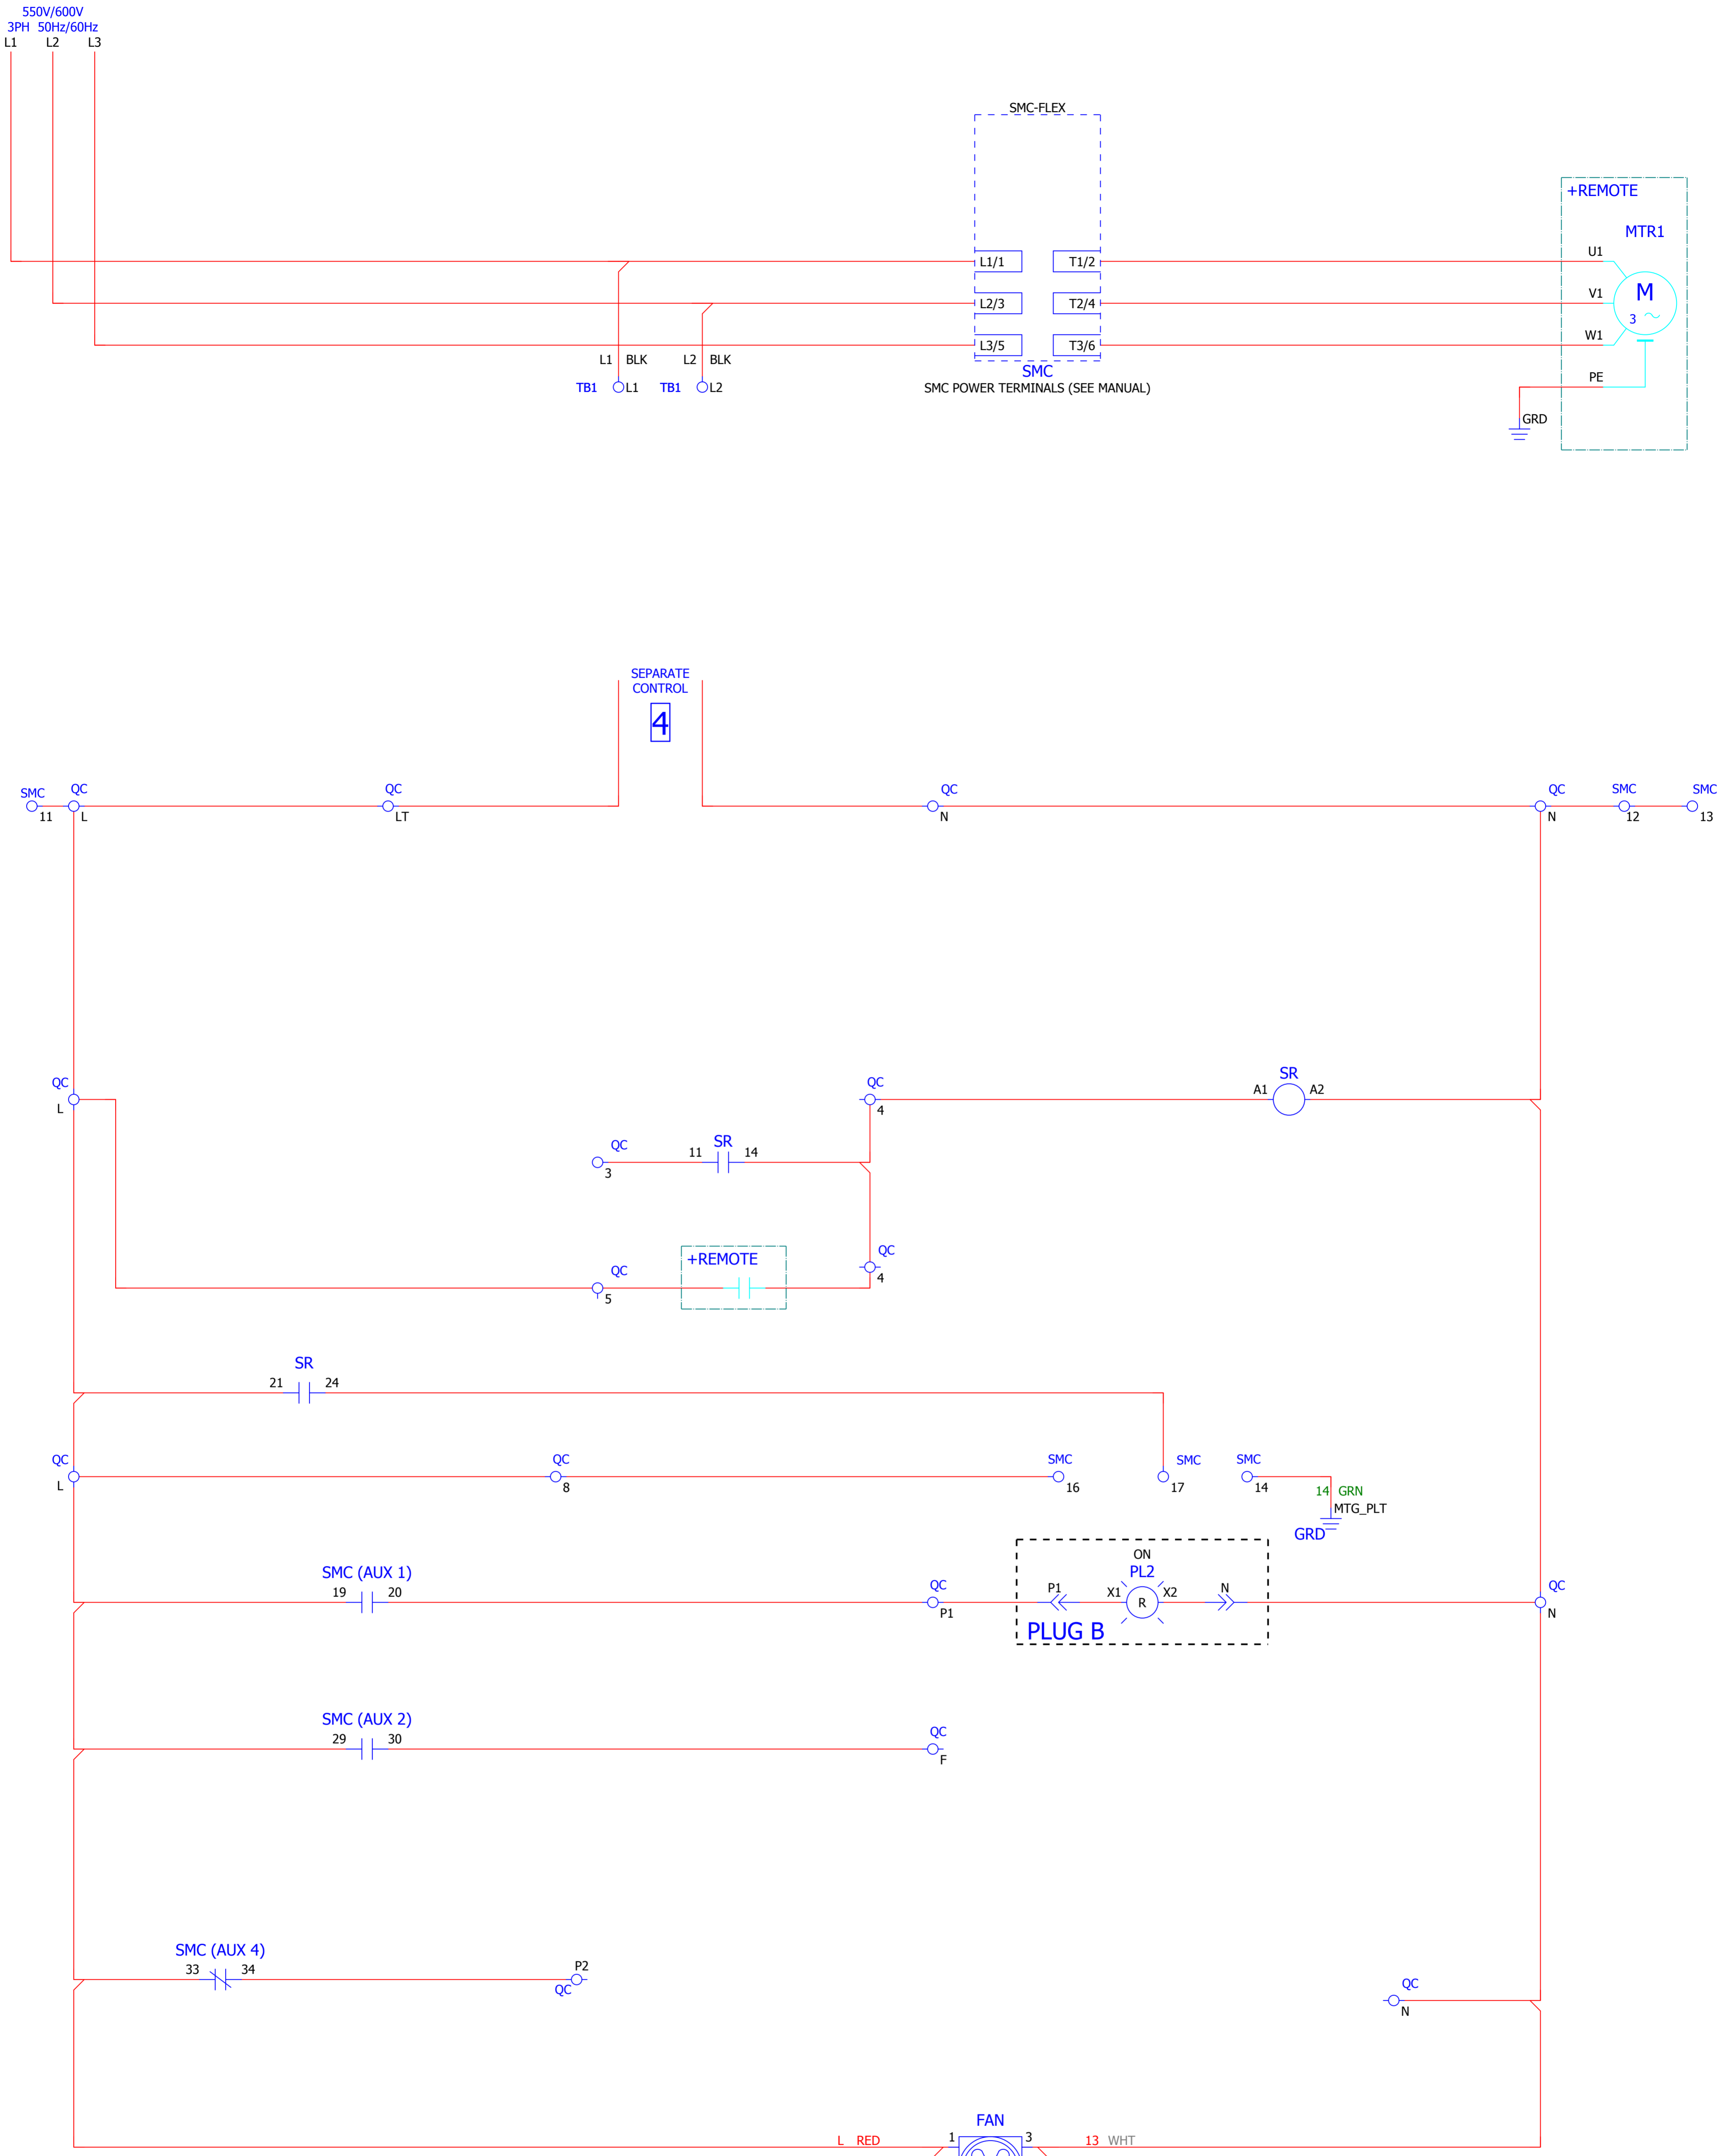 550V/600V
3PH 50Hz/60Hz
L1 L2 L3
SMC-FLEX
+REMOTE
MTR1
U1
L1/1 T1/2
V1 M
L2/3 T2/4
3
W1
L3/5 T3/6
L1 BLK L2 BLK
SMC
TB1 L1 TB1 L2
SMC POWER TERMINALS (SEE MANUAL)
PE
GRD
SEPARATE
CONTROL
4
SMC QC QC QC QC SMC SMC
11 L LT N N 12 13
QC QC SR
A1 A2
L 4
QC SR
11 14
3
QC
+REMOTE
QC
4
5
SR
21 24
QC QC SMC SMC SMC
L 8 16 17 14
14 GRN
MTG_PLT
GRD
ON
SMC (AUX 1) PL2
19 20 QC P1 X1 X2 N QC
R
P1 N
PLUG B
SMC (AUX 2)
29 30 QC
F
SMC (AUX 4)
33 34 P2
QC
QC
N
FAN
L RED 1 3 13 WHT